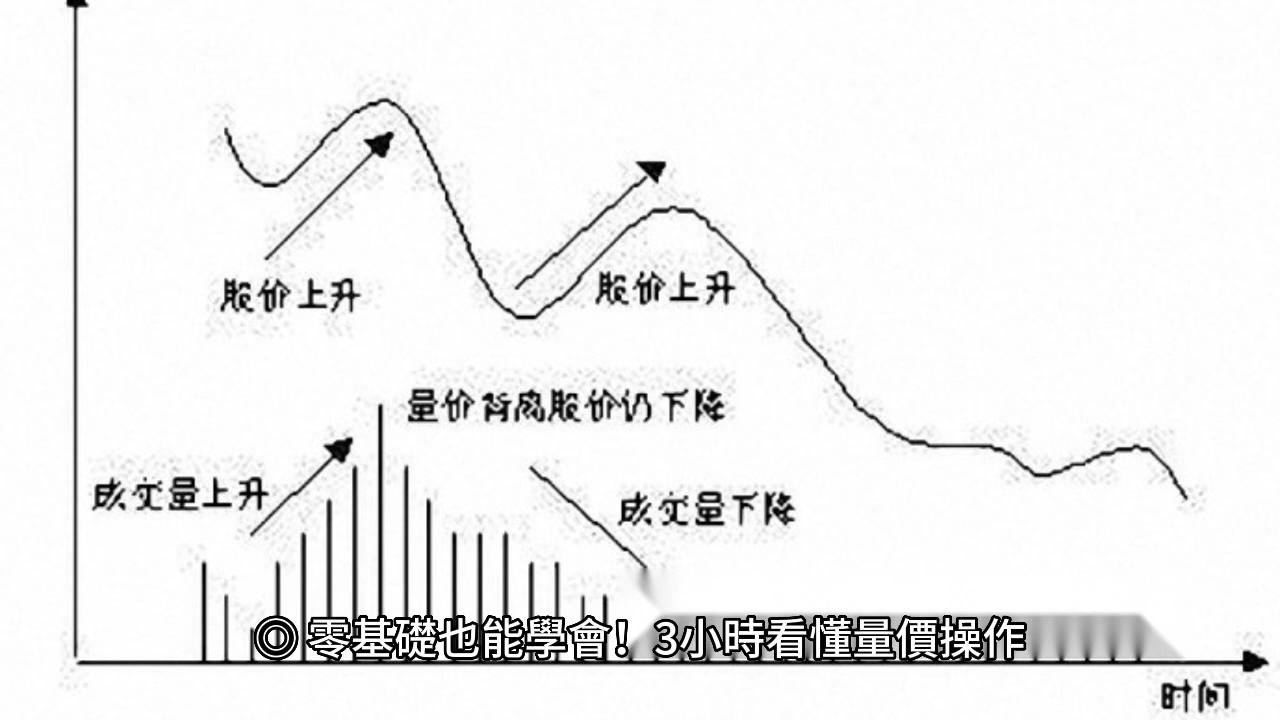 股价上升
股价上升
量价背离股价仍下降
成交量上升
成交量下降
◎ 零基礎也能學會！3小時看懂量價操作
时间